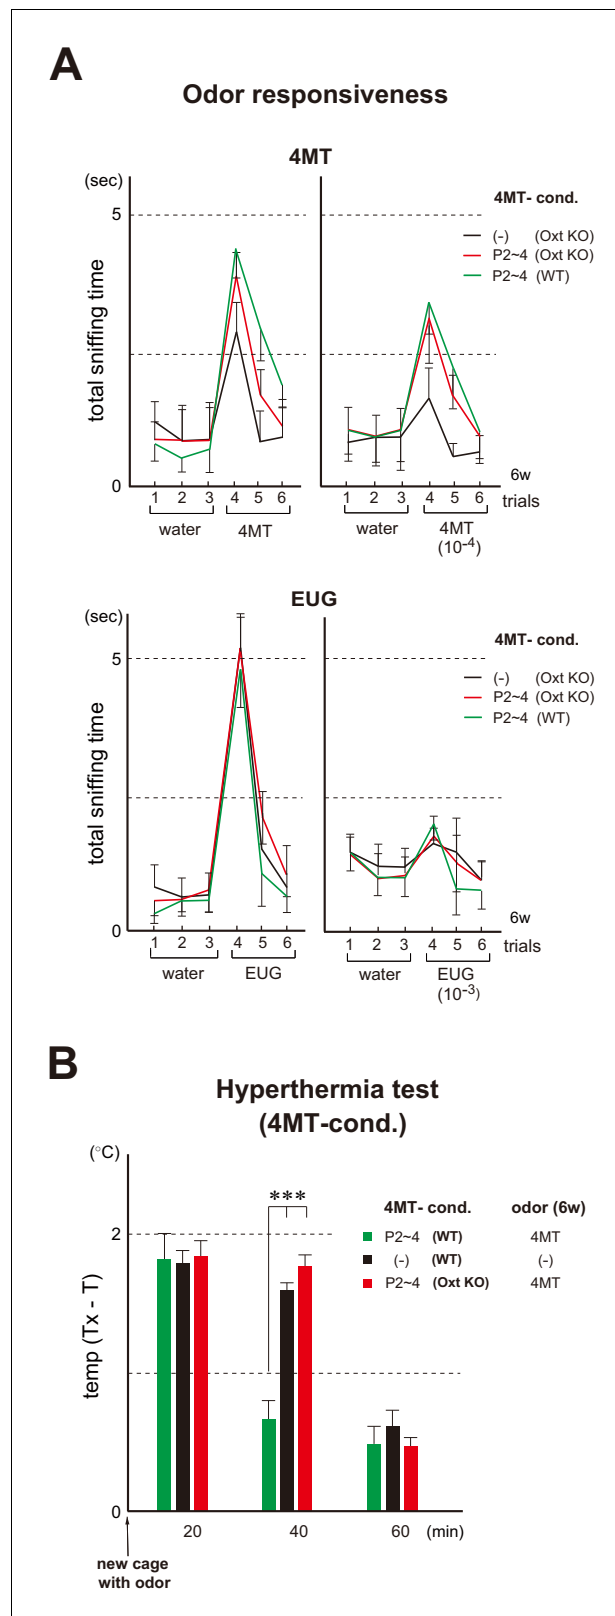 A
Odor responsiveness
4MT
(sec)
5
0
total sniffing time
4MT- cond.
(-) (Oxt KO)
P2~4 (Oxt KO)
P2~4 (WT)
6w
1 2 3 4 5 6 1 2 3 4 5 6 trials
water 4MT water 4MT
(10-4)
EUG
(sec)
5
0
total sniffing time
4MT- cond.
(-) (Oxt KO)
P2~4 (Oxt KO)
P2~4 (WT)
6w
1 2 3 4 5 6 1 2 3 4 5 6 trials
water EUG water EUG
(10-3)
B
Hyperthermia test
(4MT-cond.)
(°C)
2
0
temp (Tx - T)
***
4MT- cond. odor (6w)
P2~4 (WT) 4MT
(-) (WT) (-)
P2~4 (Oxt KO) 4MT
20 40 60 (min)
new cage
with odor